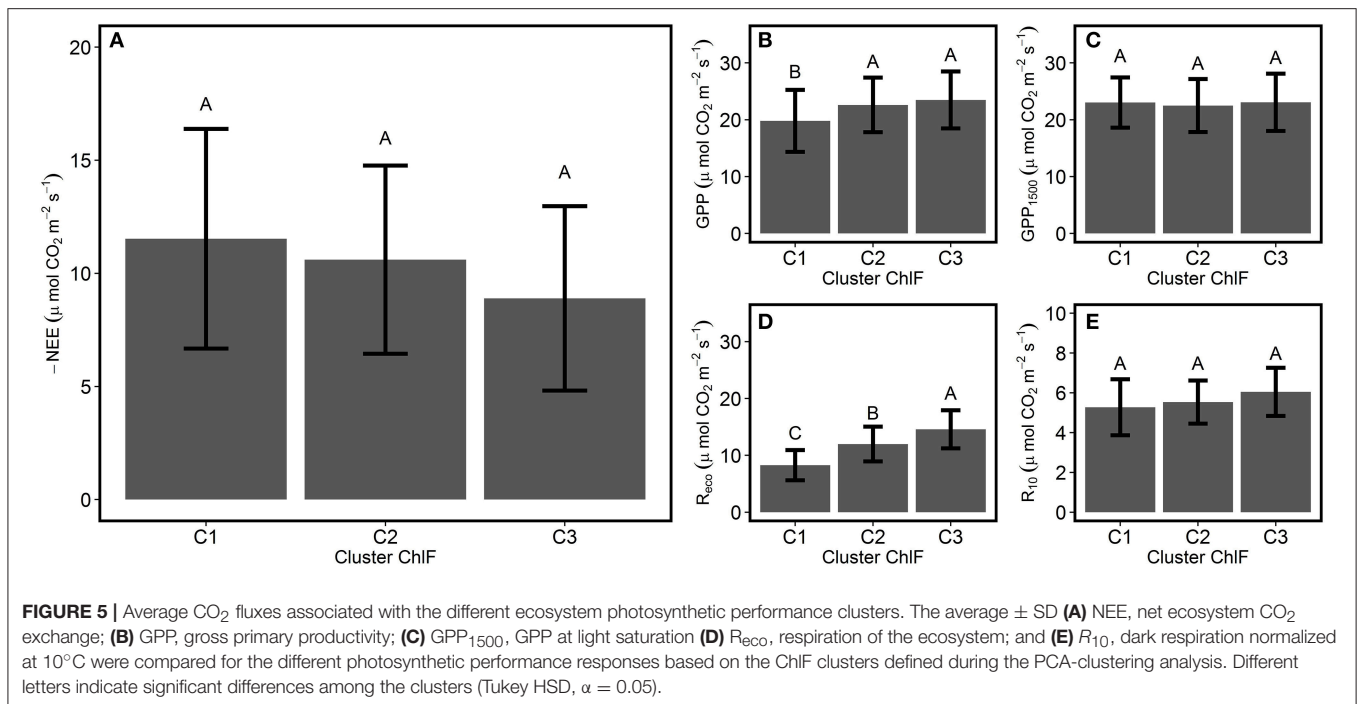 A
20
15
10
5
0
−NEE (µ mol CO₂ m⁻² s⁻¹)
A
A
A
C1
C2
C3
Cluster ChlF
B
30
20
10
0
GPP (µ mol CO₂ m⁻² s⁻¹)
B
A
A
C1
C2
C3
Cluster ChlF
C
30
20
10
0
GPP₁₅₀₀ (µ mol CO₂ m⁻² s⁻¹)
A
A
A
C1
C2
C3
Cluster ChlF
D
30
20
10
0
Reco (µ mol CO₂ m⁻² s⁻¹)
C
B
A
C1
C2
C3
Cluster ChlF
E
10
8
6
4
2
0
R₁₀ (µ mol CO₂ m⁻² s⁻¹)
A
A
A
C1
C2
C3
Cluster ChlF
FIGURE 5 | Average CO₂ fluxes associated with the different ecosystem photosynthetic performance clusters. The average ± SD (A) NEE, net ecosystem CO₂
exchange; (B) GPP, gross primary productivity; (C) GPP₁₅₀₀, GPP at light saturation (D) Reco, respiration of the ecosystem; and (E) R₁₀, dark respiration normalized
at 10°C were compared for the different photosynthetic performance responses based on the ChlF clusters defined during the PCA-clustering analysis. Different
letters indicate significant differences among the clusters (Tukey HSD, α = 0.05).